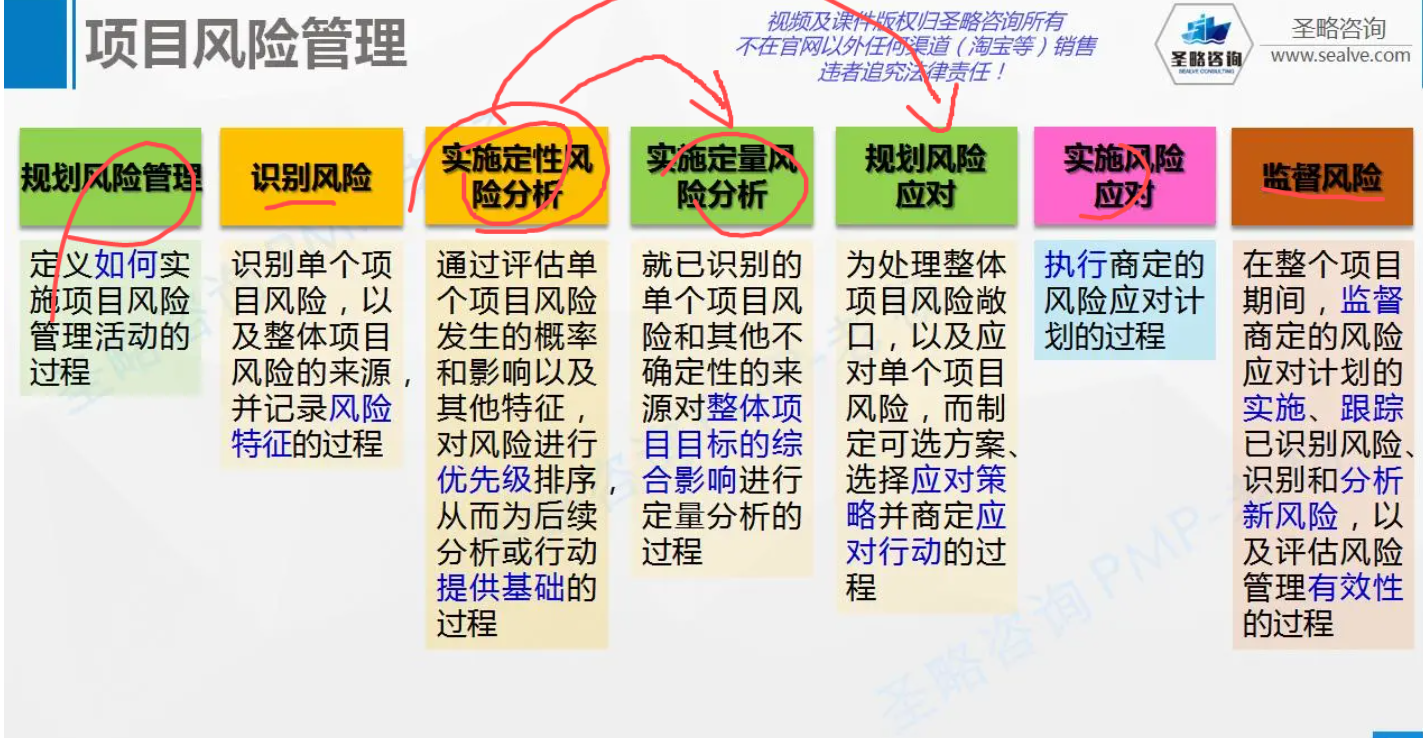 项目风险管理
视频及课件版权归圣略咨询所有
不在官网以外任何渠道（淘宝等）销售
违者追究法律责任！
圣略咨询
SEALVE CONSULTING
圣略咨询
www.sealve.com
规划风险管理
定义如何实
施项目风险
管理活动的
过程
识别风险
识别单个项
目风险，以
及整体项目
风险的来源，
并记录风险
特征的过程
实施定性风
险分析
通过评估单
个项目风险
发生的概率
和影响以及
其他特征，
对风险进行
优先级排序，
从而为后续
分析或行动
提供基础的
过程
实施定量风
险分析
就已识别的
单个项目风
险和其他不
确定性的来
源对整体项
目目标的综
合影响进行
定量分析的
过程
规划风险
应对
为处理整体
项目风险敞
口，以及应
对单个项目
风险，而制
定可选方案、
选择应对策
略并商定应
对行动的过
程
实施风险
应对
执行商定的
风险应对计
划的过程
监督风险
在整个项目
期间，监督
商定的风险
应对计划的
实施、跟踪
已识别风险、
识别和分析
新风险，以
及评估风险
管理有效性
的过程
圣略咨询PMP